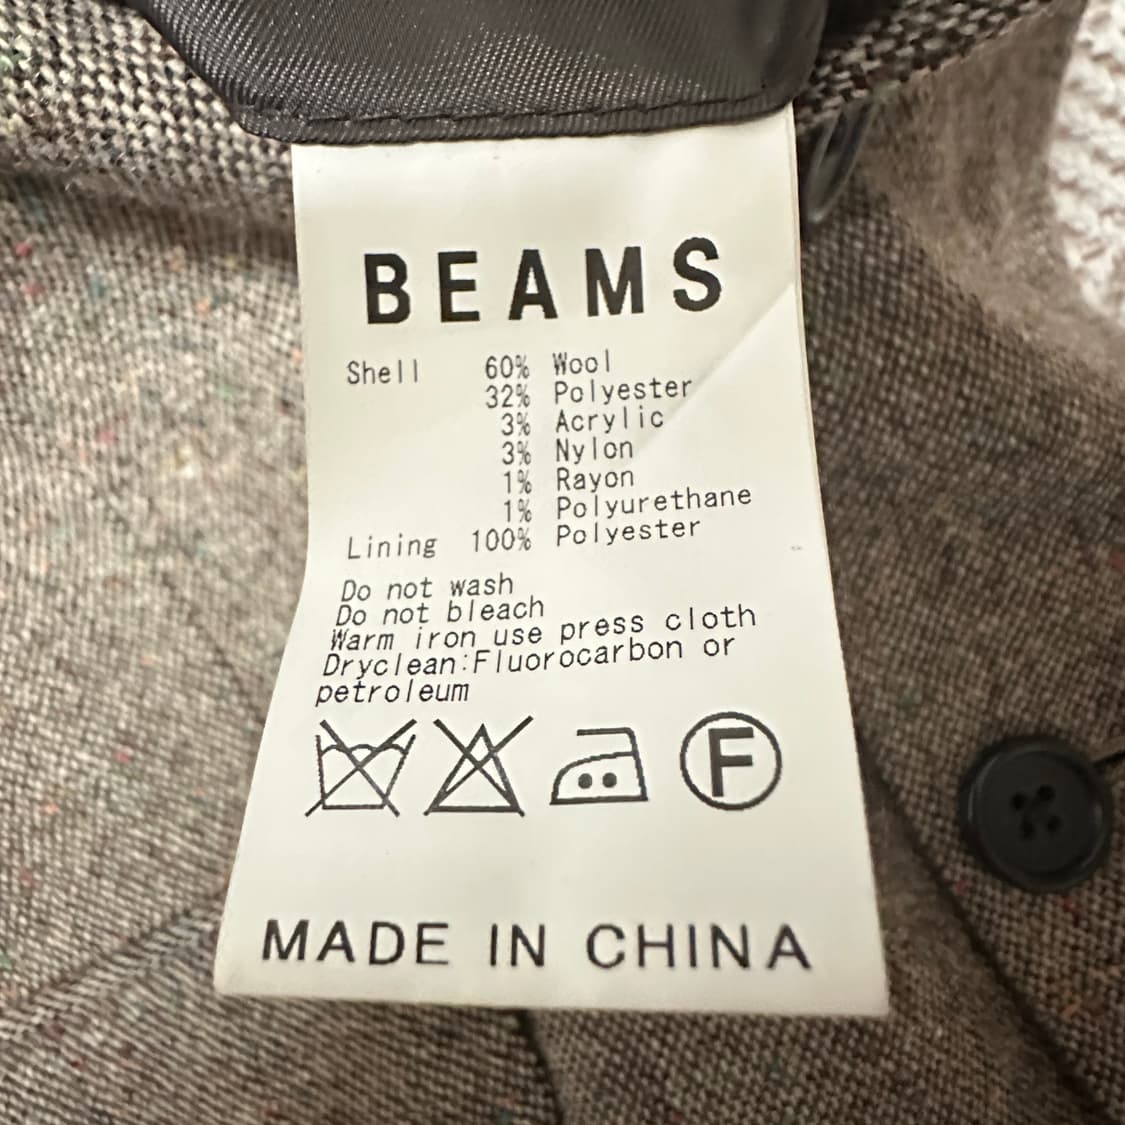 BEAMS
Shell 60% Wool
32% Polyester
3% Acrylic
3% Nylon
1% Rayon
1% Polyurethane
Lining 100% Polyester
Do not wash
Do not bleach
Warm iron use press cloth
Dryclean:Fluorocarbon or
petroleum
F
MADE IN CHINA